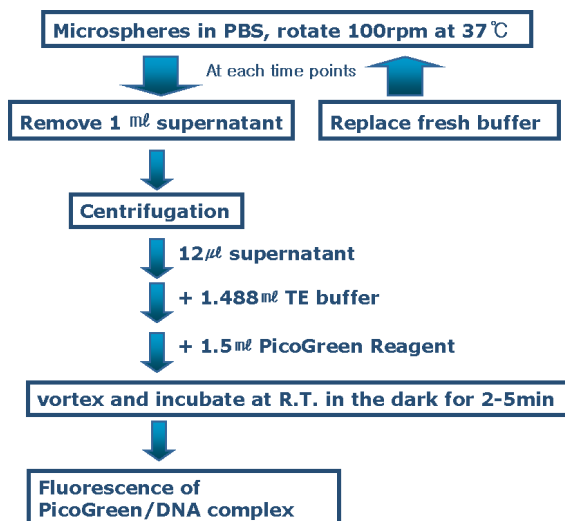 Microspheres in PBS, rotate 100rpm at 37℃
At each time points
Remove 1 ㎖ supernatant
Replace fresh buffer
Centrifugation
12㎕ supernatant
+ 1.488㎖ TE buffer
+ 1.5㎖ PicoGreen Reagent
vortex and incubate at R.T. in the dark for 2-5min
Fluorescence of
PicoGreen/DNA complex